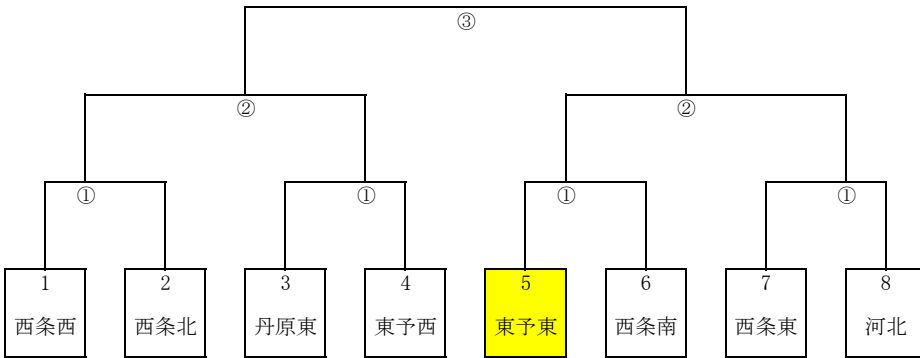 ③
② ②
① ① ① ①
1 2 3 4 5 6 7 8
西条西 西条北 丹原東 東予西 東予東 西条南 西条東 河北